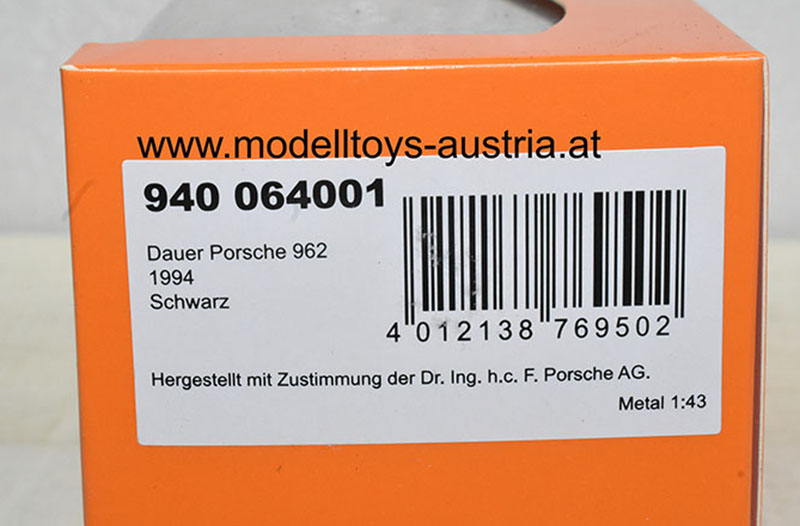 www.modelltoys-austria.at
940 064001
Dauer Porsche 962
1994
Schwarz
4 012138 769502
Hergestellt mit Zustimmung der Dr. Ing. h.c. F. Porsche AG.
Metal 1:43